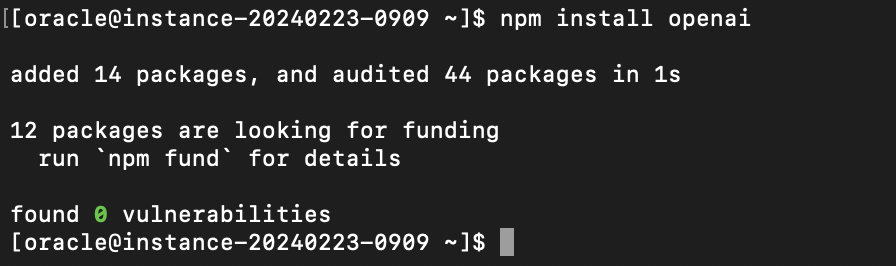 [[oracle@instance-20240223-0909 ~]$ npm install openai
added 14 packages, and audited 44 packages in 1s
12 packages are looking for funding
  run `npm fund` for details
found 0 vulnerabilities
[oracle@instance-20240223-0909 ~]$